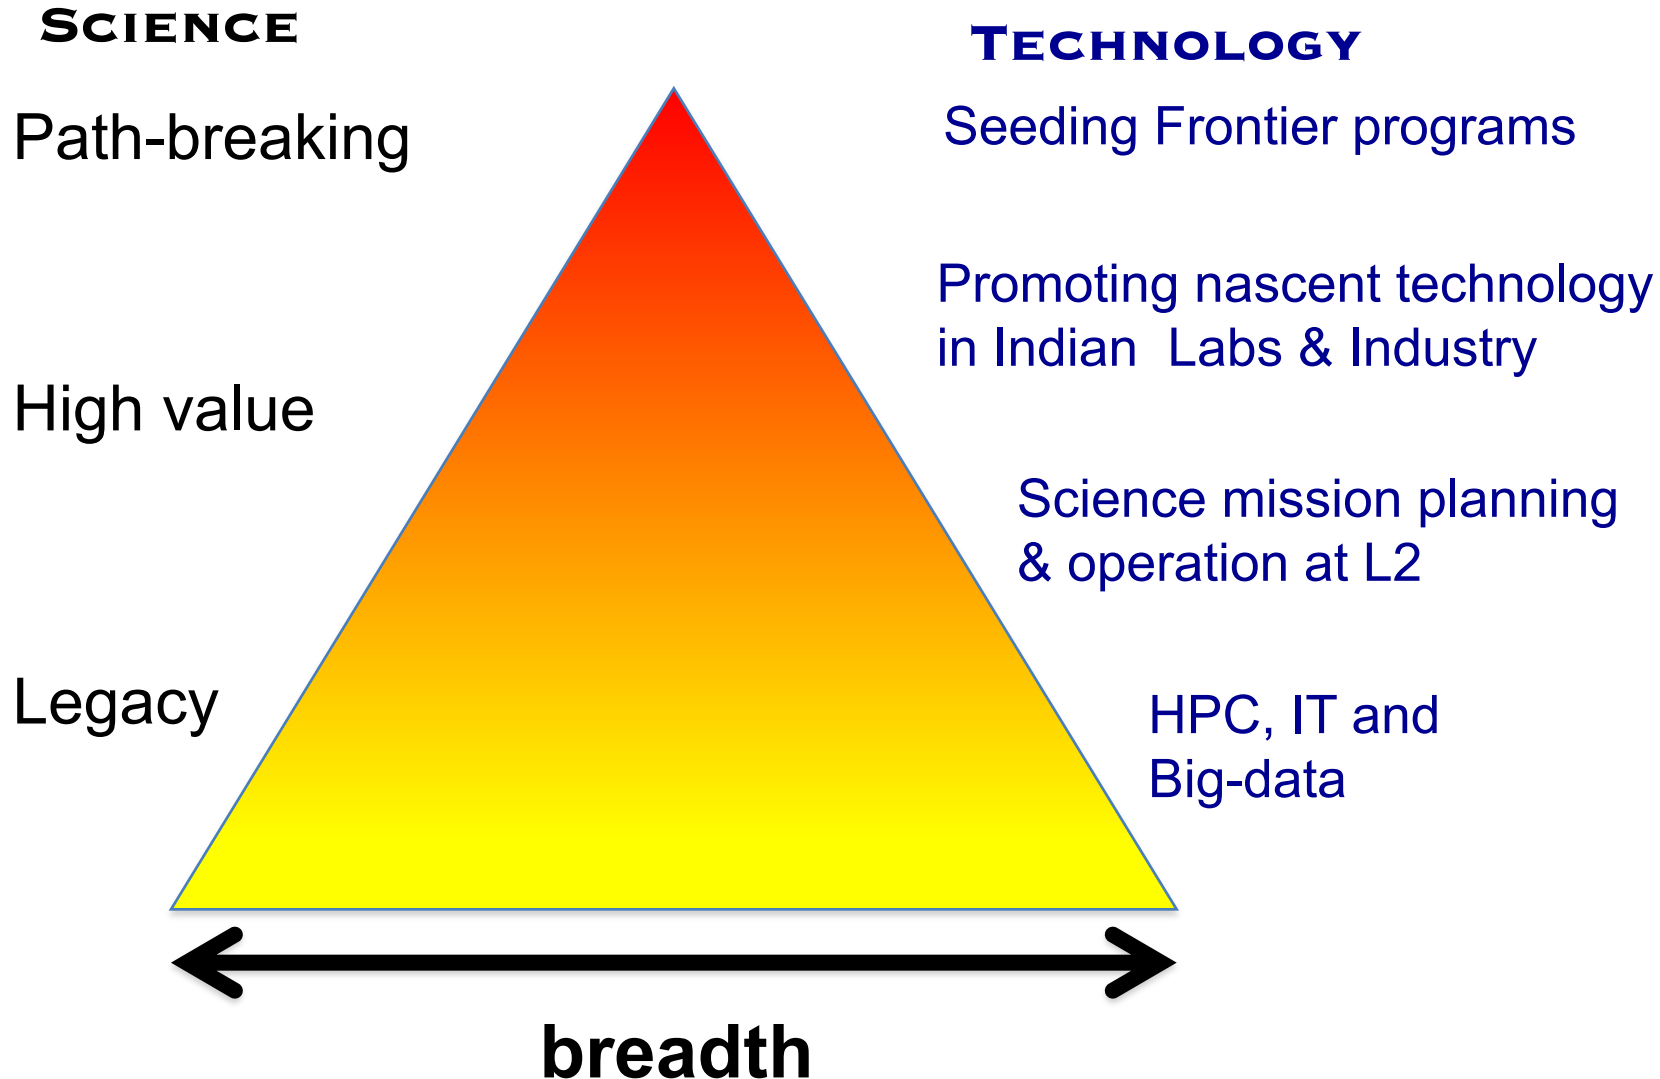 SCIENCE
Path-breaking
High value
Legacy
TECHNOLOGY
Seeding Frontier programs
Promoting nascent technology
in Indian Labs & Industry
Science mission planning
& operation at L2
HPC, IT and
Big-data
breadth